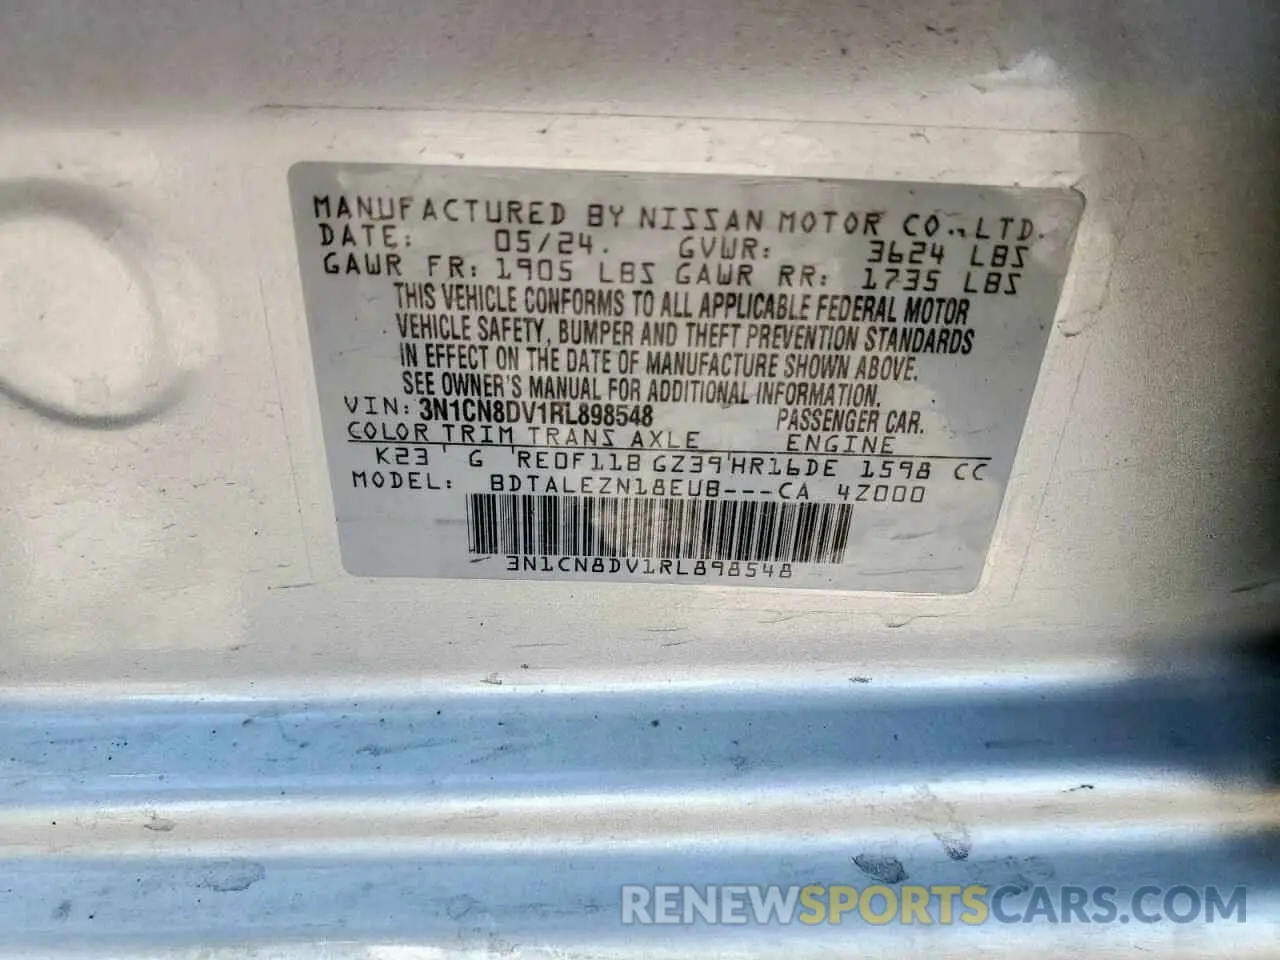 MANUFACTURED BY NISSAN MOTOR CO., LTD.
DATE: 05/24. GVWR: 3624 LBS
GAWR FR: 1905 LBS GAWR RR: 1735 LBS
THIS VEHICLE CONFORMS TO ALL APPLICABLE FEDERAL MOTOR
VEHICLE SAFETY, BUMPER AND THEFT PREVENTION STANDARDS
IN EFFECT ON THE DATE OF MANUFACTURE SHOWN ABOVE.
SEE OWNER'S MANUAL FOR ADDITIONAL INFORMATION.
VIN: 3N1CN8DV1RL898548 PASSENGER CAR.
COLOR TRIM TRANS AXLE ENGINE
K23 ' G 'RE0F11B GZ39'HR16DE 1598 CC
MODEL: BDTALEZN18EUB---CA 4Z000
3N1CN8DV1RL898548
RENEWSPORTSCARS.COM